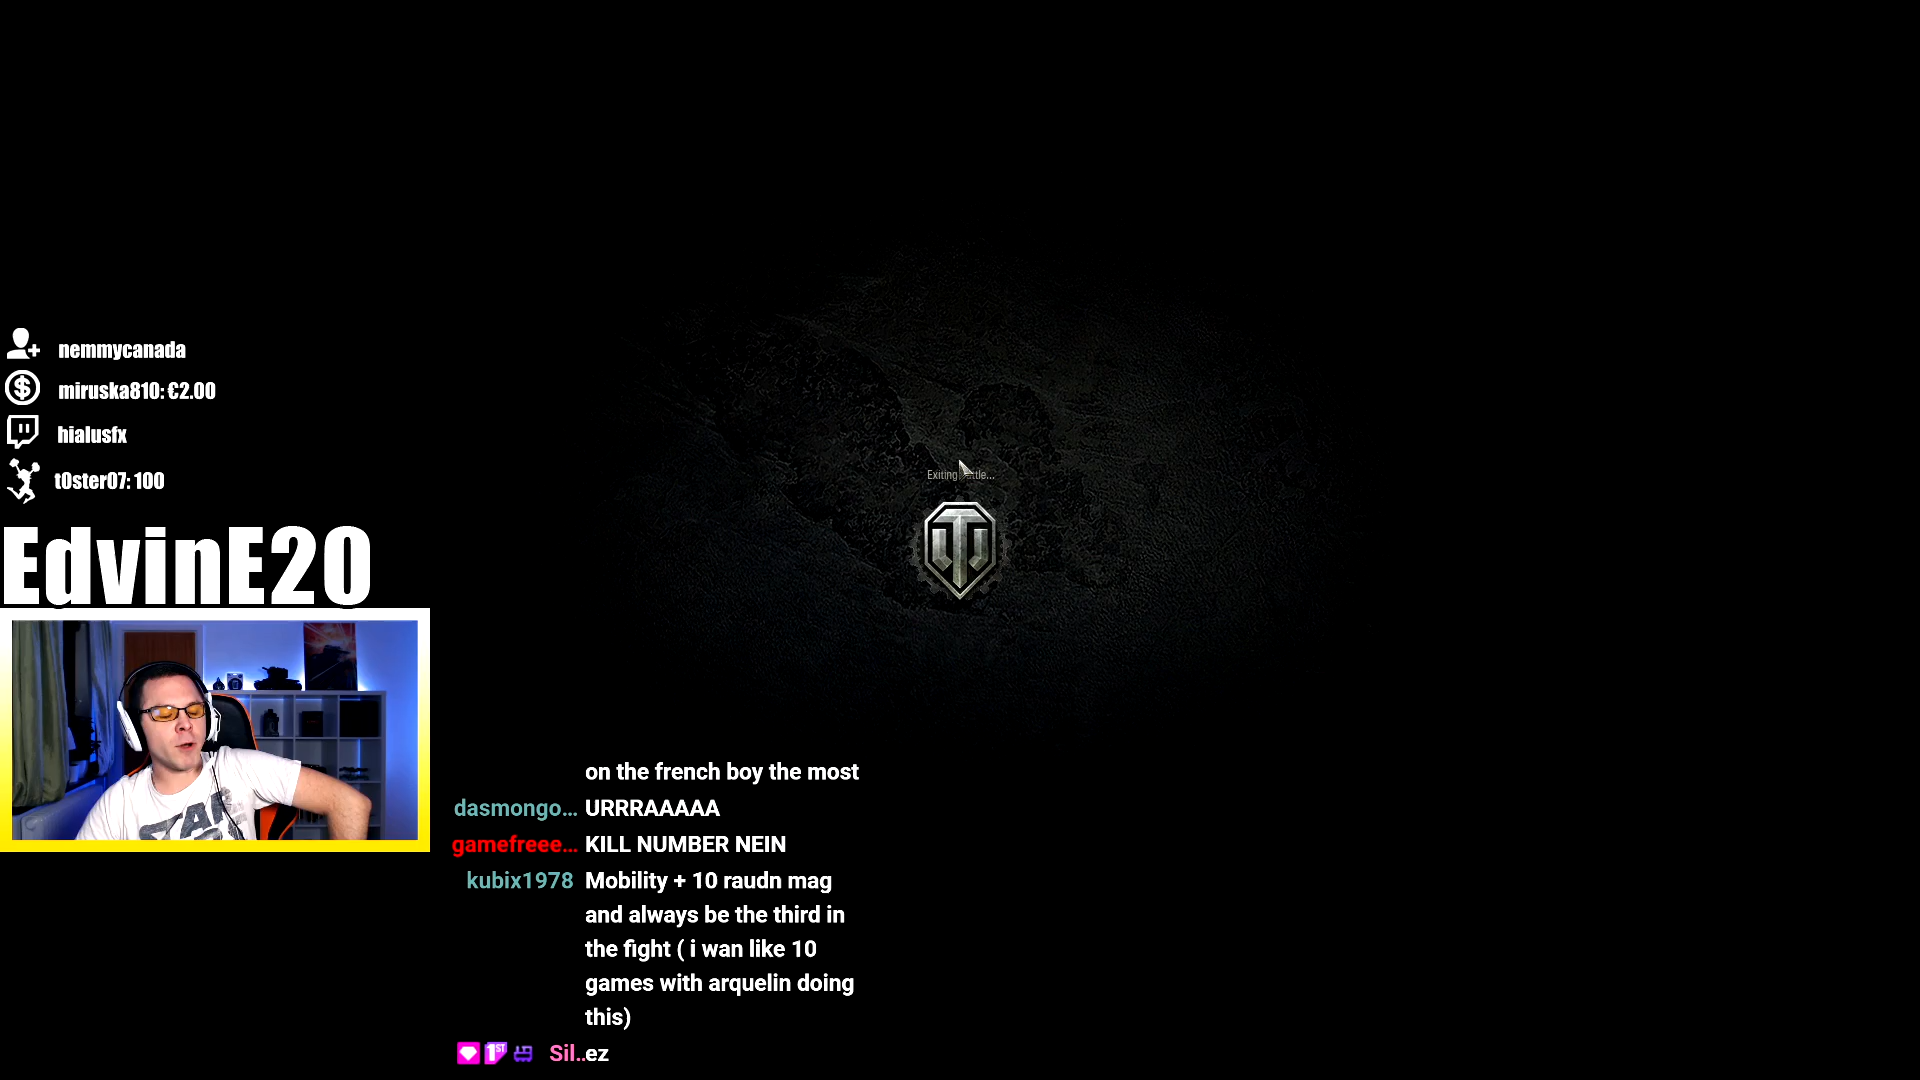 nemmycanada
miruska810: €2.00
hialusfx
t0ster07: 100
EdvinE20
Exiting
on the french boy the most
dasmongo... URRRAAAAA
gamefreee... KILL NUMBER NEIN
kubix1978 Mobility + 10 raudn mag
and always be the third in
the fight ( i wan like 10
games with arquelin doing
this)
1ST Sil.. ez